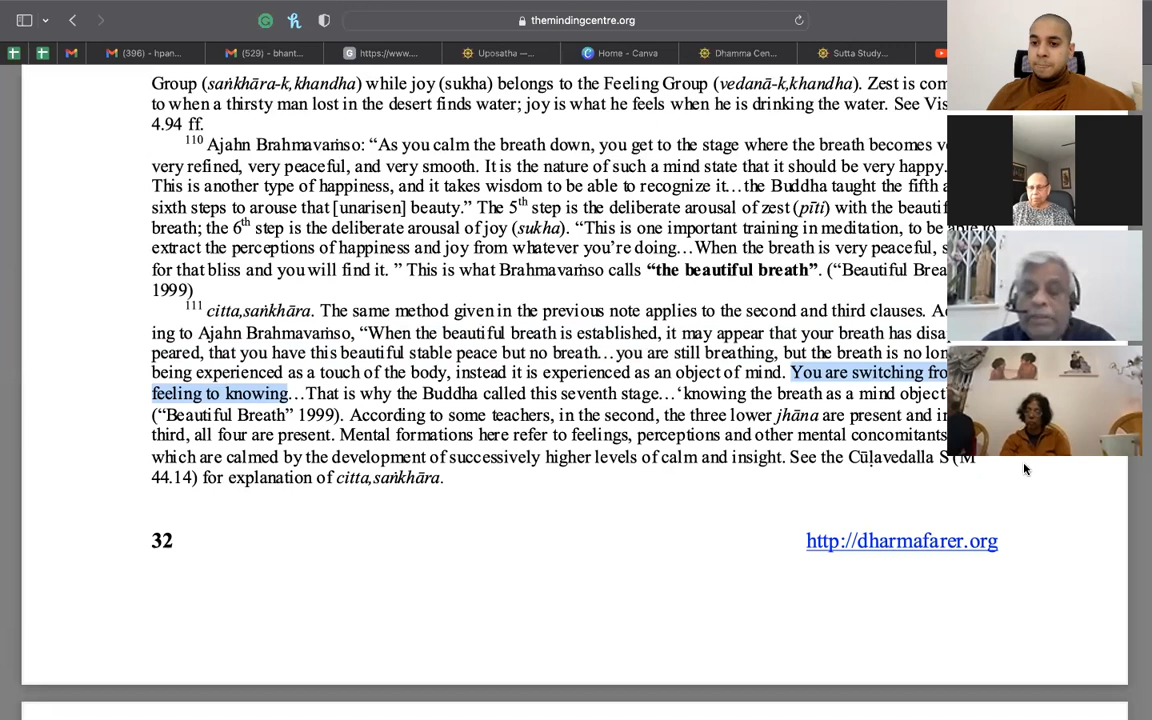 themindingcentre.org
(396) - hpan...
(529) - bhant...
https://www....
Uposatha —...
Home - Canva
Dhamma Cen...
Sutta Study...
Group (saṅkhāra-k,khandha) while joy (sukha) belongs to the Feeling Group (vedanā-k,khandha). Zest is com
to when a thirsty man lost in the desert finds water; joy is what he feels when he is drinking the water. See Vis
4.94 ff.
110 Ajahn Brahmavaṁso: “As you calm the breath down, you get to the stage where the breath becomes v
very refined, very peaceful, and very smooth. It is the nature of such a mind state that it should be very happy.
This is another type of happiness, and it takes wisdom to be able to recognize it…the Buddha taught the fifth a
sixth steps to arouse that [unarisen] beauty.” The 5th step is the deliberate arousal of zest (pīti) with the beautif
breath; the 6th step is the deliberate arousal of joy (sukha). “This is one important training in meditation, to be
extract the perceptions of happiness and joy from whatever you’re doing…When the breath is very peaceful, s
for that bliss and you will find it. ” This is what Brahmavaṁso calls “the beautiful breath”. (“Beautiful Brea
1999)
111 citta,saṅkhāra. The same method given in the previous note applies to the second and third clauses. Ac
ing to Ajahn Brahmavaṁso, “When the beautiful breath is established, it may appear that your breath has disa
peared, that you have this beautiful stable peace but no breath…you are still breathing, but the breath is no lon
being experienced as a touch of the body, instead it is experienced as an object of mind. You are switching fro
feeling to knowing…That is why the Buddha called this seventh stage…‘knowing the breath as a mind object
(“Beautiful Breath” 1999). According to some teachers, in the second, the three lower jhāna are present and in
third, all four are present. Mental formations here refer to feelings, perceptions and other mental concomitants
which are calmed by the development of successively higher levels of calm and insight. See the Cūḷavedalla S (M
44.14) for explanation of citta,saṅkhāra.
32
http://dharmafarer.org